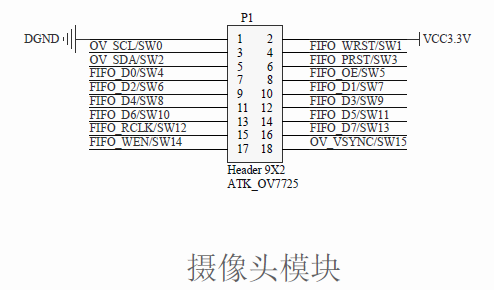 P1
DGND 1 2 VCC3.3V
OV_SCL/SW0 3 4 FIFO_WRST/SW1
OV_SDA/SW2 5 6 FIFO_PRST/SW3
FIFO_D0/SW4 7 8 FIFO_OE/SW5
FIFO_D2/SW6 9 10 FIFO_D1/SW7
FIFO_D4/SW8 11 12 FIFO_D3/SW9
FIFO_D6/SW10 13 14 FIFO_D5/SW11
FIFO_RCLK/SW12 15 16 FIFO_D7/SW13
FIFO_WEN/SW14 17 18 OV_VSYNC/SW15
Header 9X2
ATK_OV7725
摄像头模块